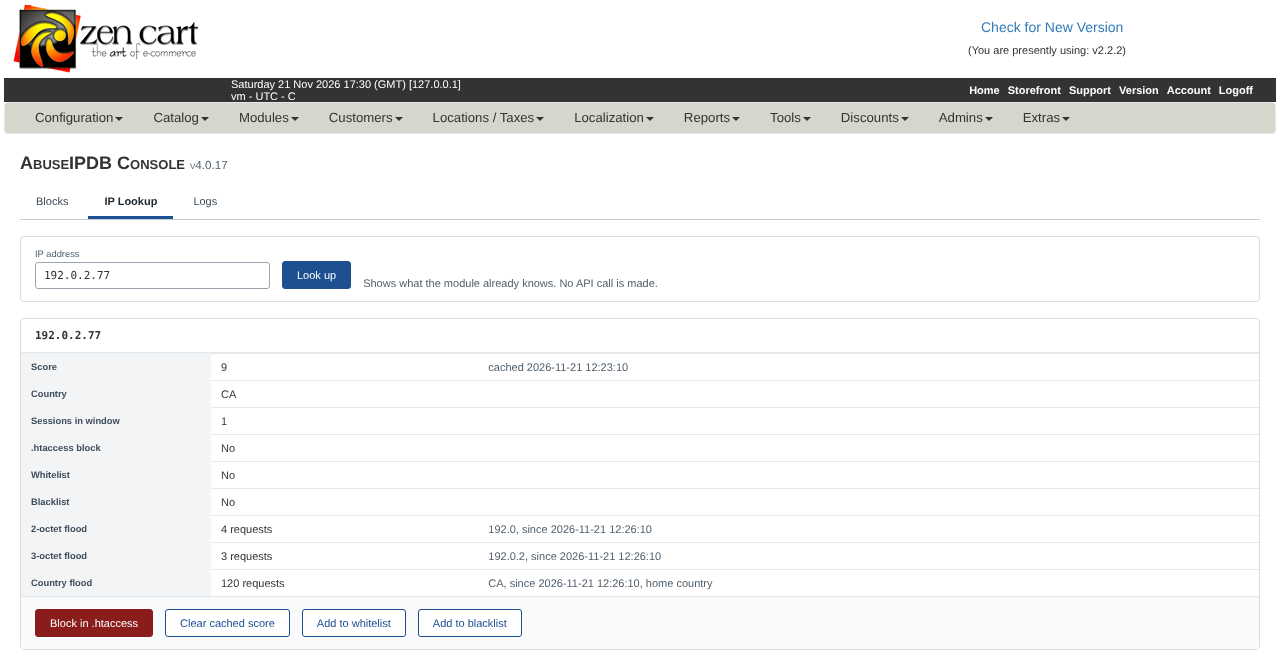 zen cart
the art of e-commerce
Check for New Version
(You are presently using: v2.2.2)
Saturday 21 Nov 2026 17:30 (GMT) [127.0.0.1]
vm - UTC - C
Home Storefront Support Version Account Logoff
Configuration Catalog Modules Customers Locations / Taxes Localization Reports Tools Discounts Admins Extras
AbuseIPDB Console v4.0.17
Blocks IP Lookup Logs
IP address
192.0.2.77 Look up Shows what the module already knows. No API call is made.
192.0.2.77
Score 9 cached 2026-11-21 12:23:10
Country CA
Sessions in window 1
.htaccess block No
Whitelist No
Blacklist No
2-octet flood 4 requests 192.0, since 2026-11-21 12:26:10
3-octet flood 3 requests 192.0.2, since 2026-11-21 12:26:10
Country flood 120 requests CA, since 2026-11-21 12:26:10, home country
Block in .htaccess Clear cached score Add to whitelist Add to blacklist